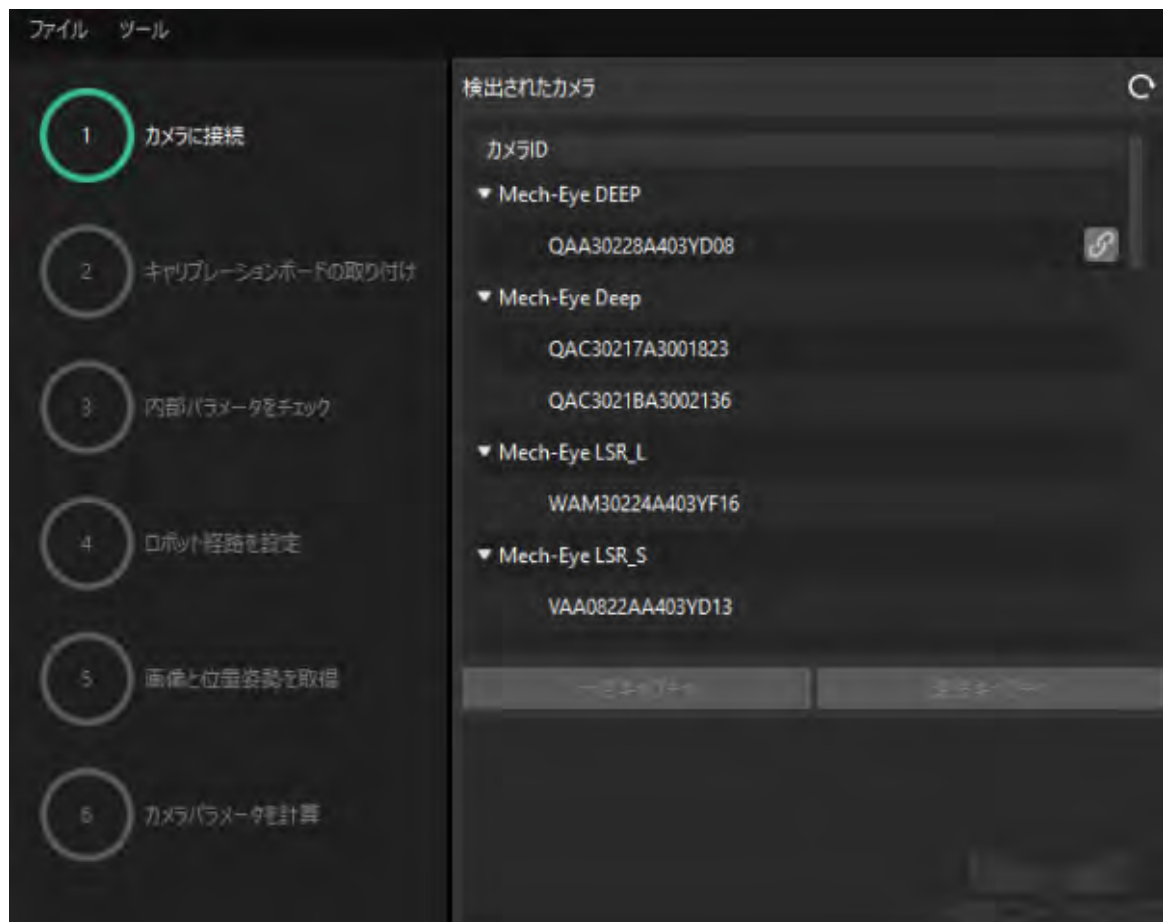 ファイル ツール
1 カメラに接続
2 キャリブレーションボードの取り付け
3 内部パラメータをチェック
4 ロボット経路を設定
5 画像と位置姿勢を取得
6 カメラパラメータを計算
検出されたカメラ
カメラID
Mech-Eye DEEP
QAA30228A403YD08
Mech-Eye Deep
QAC30217A3001823
QAC3021BA3002136
Mech-Eye LSR_L
WAM30224A403YF16
Mech-Eye LSR_S
VAA0822AA403YD13